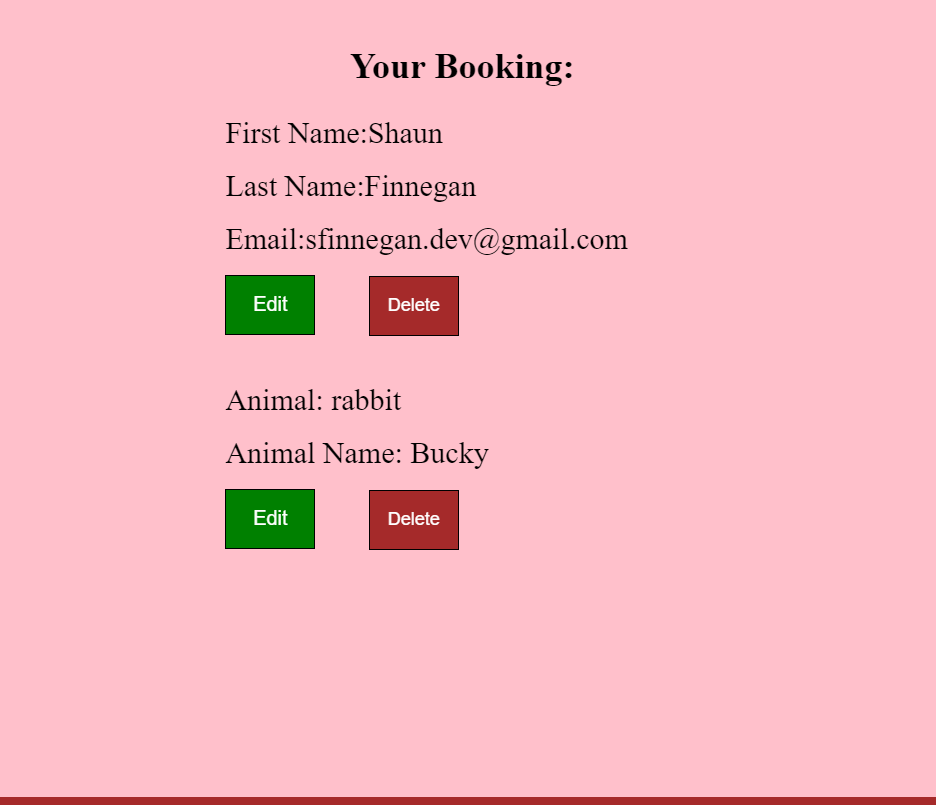 Your Booking:
First Name:Shaun
Last Name:Finnegan
Email:sfinnegan.dev@gmail.com
Edit Delete
Animal: rabbit
Animal Name: Bucky
Edit Delete